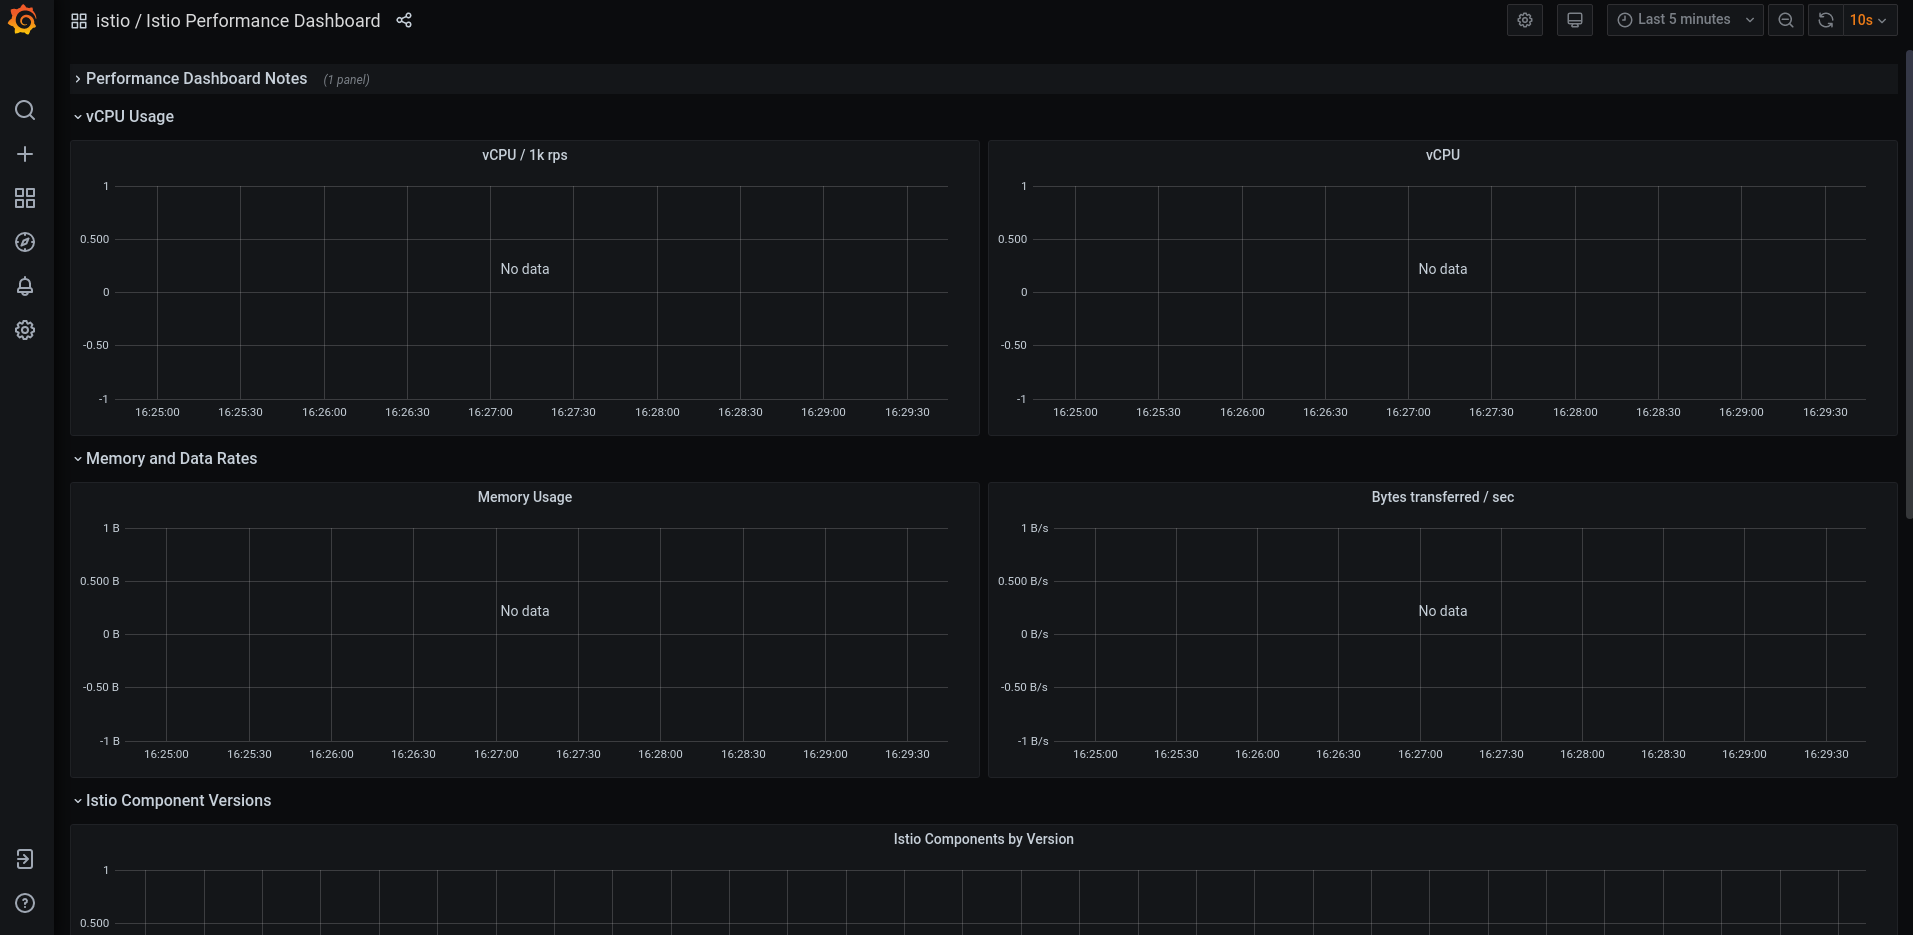 istio / Istio Performance Dashboard
Last 5 minutes
10s
Performance Dashboard Notes (1 panel)
vCPU Usage
vCPU / 1k rps
1
0.500
0
-0.50
-1
No data
16:25:00 16:25:30 16:26:00 16:26:30 16:27:00 16:27:30 16:28:00 16:28:30 16:29:00 16:29:30
vCPU
1
0.500
0
-0.50
-1
No data
16:25:00 16:25:30 16:26:00 16:26:30 16:27:00 16:27:30 16:28:00 16:28:30 16:29:00 16:29:30
Memory and Data Rates
Memory Usage
1 B
0.500 B
0 B
-0.50 B
-1 B
No data
16:25:00 16:25:30 16:26:00 16:26:30 16:27:00 16:27:30 16:28:00 16:28:30 16:29:00 16:29:30
Bytes transferred / sec
1 B/s
0.500 B/s
0 B/s
-0.50 B/s
-1 B/s
No data
16:25:00 16:25:30 16:26:00 16:26:30 16:27:00 16:27:30 16:28:00 16:28:30 16:29:00 16:29:30
Istio Component Versions
Istio Components by Version
1
0.500